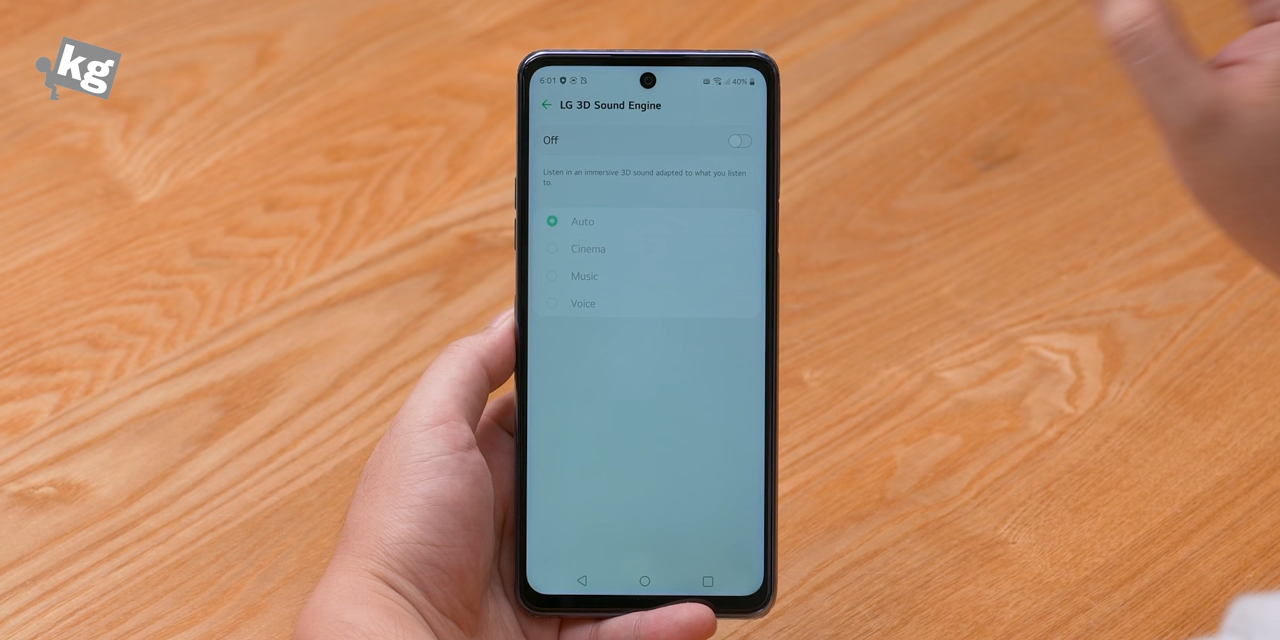 kg
6:01 40%
LG 3D Sound Engine
Off
Listen in an immersive 3D sound adapted to what you listen
to.
Auto
Cinema
Music
Voice